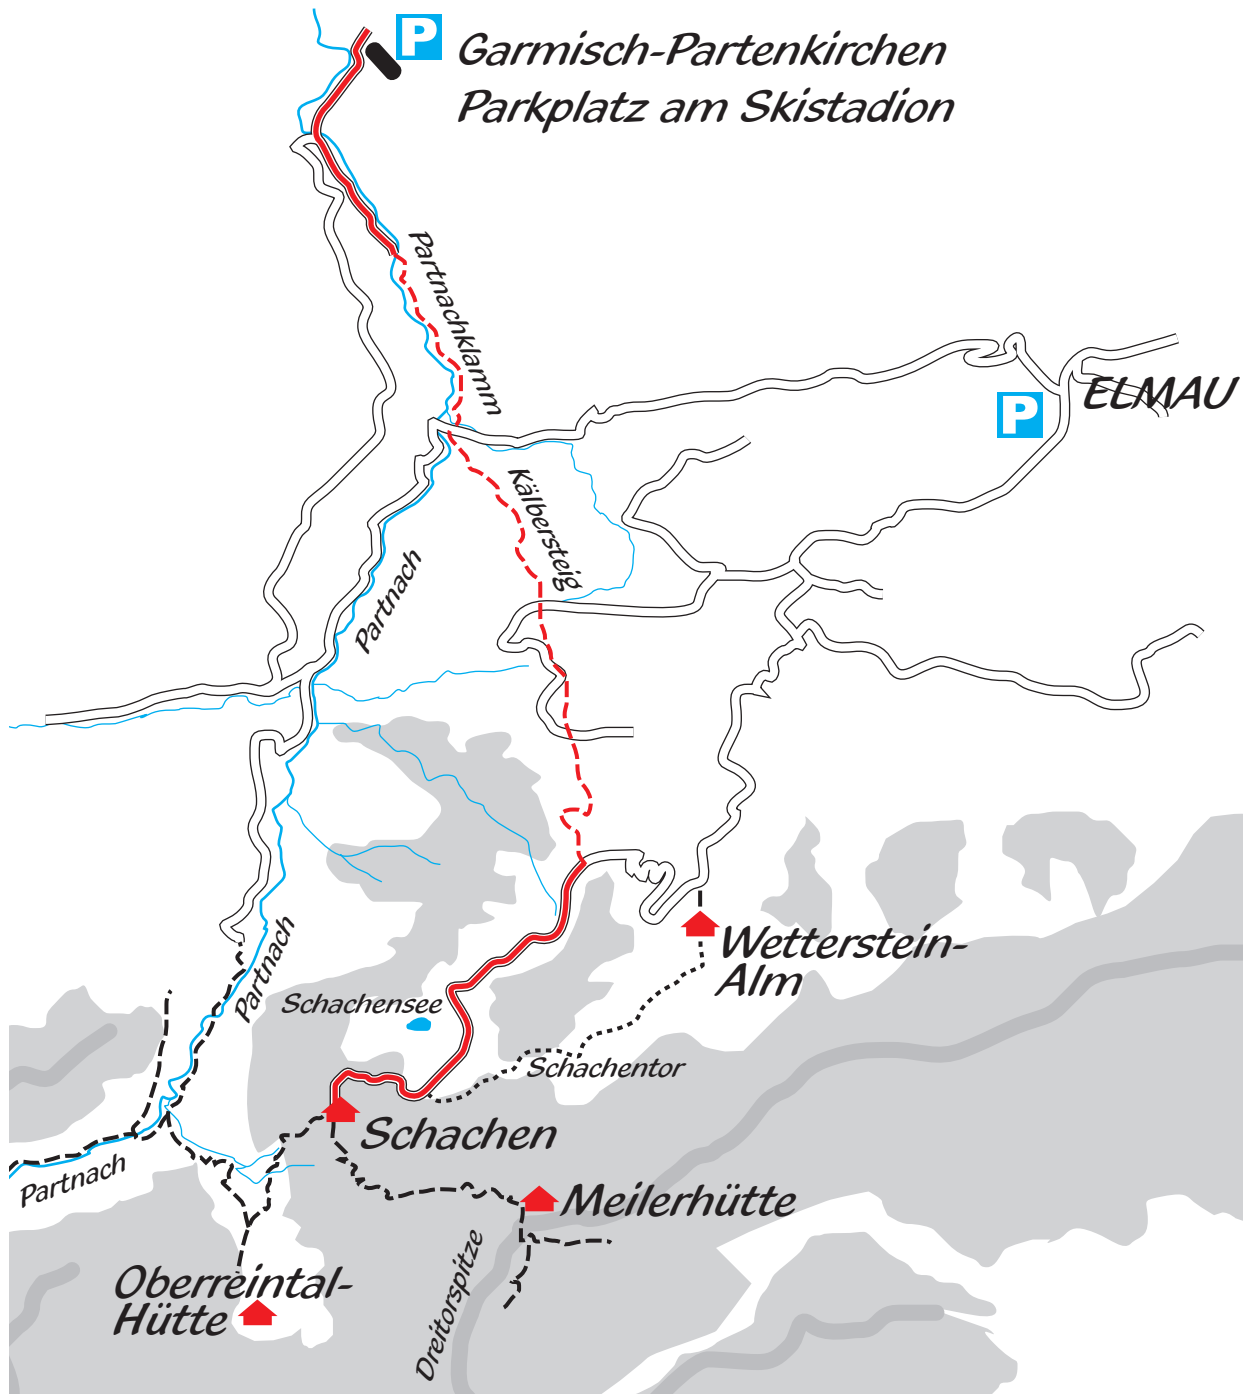 P
Garmisch-Partenkirchen
Parkplatz am Skistadion
Partnachklamm
P
ELMAU
Kälbersteig
Partnach
Partnach
Wetterstein-
Alm
Schachensee
Schachentor
Schachen
Partnach
Meilerhütte
Dreitorspitze
Oberreintal-
Hütte